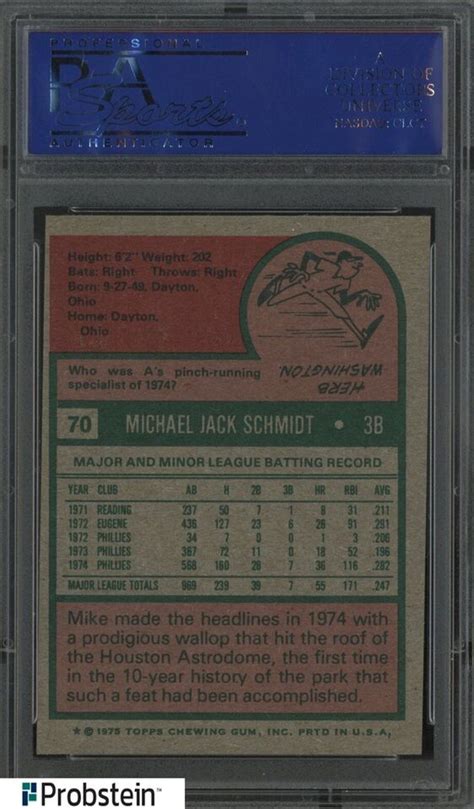 PROFESSIONAL
PSA
Sports
AUTHENTICATOR
A
DIVISION OF
COLLECTORS
UNIVERSE
NASDAQ: CLCT
Height: 6'2" Weight: 202
Bats: Right Throws: Right
Born: 9-27-49, Dayton,
Ohio
Home: Dayton,
Ohio
Who was A's pinch-running
specialist of 1974?
HERB
WASHINGTON
70 MICHAEL JACK SCHMIDT • 3B
MAJOR AND MINOR LEAGUE BATTING RECORD
YEAR CLUB AB H 2B 3B HR RBI AVG
1971 READING 237 50 7 1 8 31 .211
1972 EUGENE 436 127 23 6 26 91 .291
1972 PHILLIES 34 7 0 0 1 3 .206
1973 PHILLIES 367 72 11 0 18 52 .196
1974 PHILLIES 568 160 28 7 36 116 .282
MAJOR LEAGUE TOTALS 969 239 39 7 55 171 .247
Mike made the headlines in 1974 with
a prodigious wallop that hit the roof of
the Houston Astrodome, the first time
in the 10-year history of the park that
such a feat had been accomplished.
* © 1975 TOPPS CHEWING GUM, INC. PRTD IN U.S.A.
Probstein™